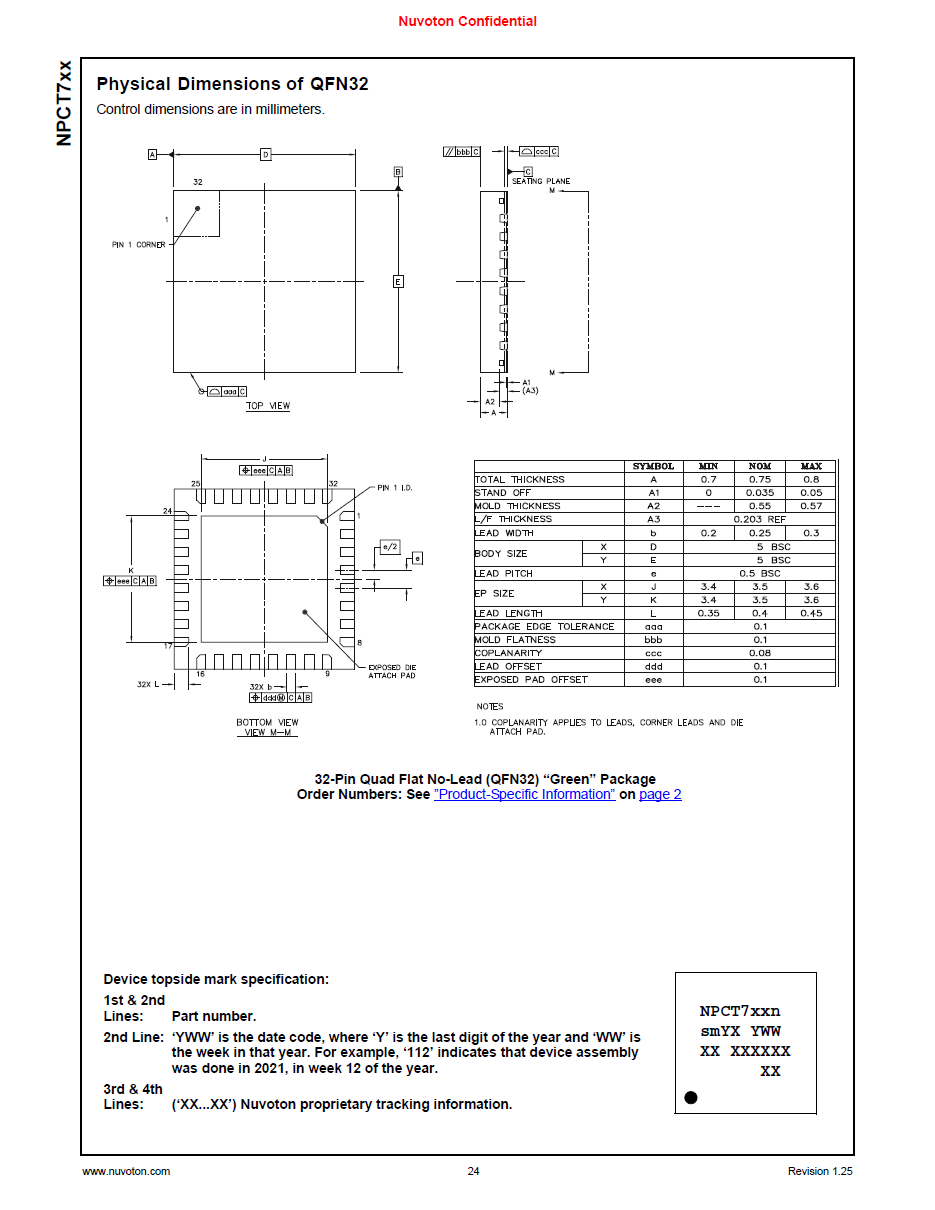 Nuvoton Confidential
NPCT7xx
Physical Dimensions of QFN32
Control dimensions are in millimeters.
A
D
B
32
1
PIN 1 CORNER
E
aaa C
TOP VIEW
// bbb C
ccc C
C
SEATING PLANE
M
M
A1
(A3)
A2
A
J
eee C A B
25
32
PIN 1 I.D.
24
1
e/2
e
K
eee C A B
17
8
16
9
EXPOSED DIE
ATTACH PAD
32X L
32X b
ddd Ⓜ C A B
BOTTOM VIEW
VIEW M—M
SYMBOL MIN NOM MAX
TOTAL THICKNESS A 0.7 0.75 0.8
STAND OFF A1 0 0.035 0.05
MOLD THICKNESS A2 --- 0.55 0.57
L/F THICKNESS A3 0.203 REF
LEAD WIDTH b 0.2 0.25 0.3
BODY SIZE X D 5 BSC
Y E 5 BSC
LEAD PITCH e 0.5 BSC
EP SIZE X J 3.4 3.5 3.6
Y K 3.4 3.5 3.6
LEAD LENGTH L 0.35 0.4 0.45
PACKAGE EDGE TOLERANCE aaa 0.1
MOLD FLATNESS bbb 0.1
COPLANARITY ccc 0.08
LEAD OFFSET ddd 0.1
EXPOSED PAD OFFSET eee 0.1
NOTES
1.0 COPLANARITY APPLIES TO LEADS, CORNER LEADS AND DIE
ATTACH PAD.
32-Pin Quad Flat No-Lead (QFN32) “Green” Package
Order Numbers: See ”Product-Specific Information” on page 2
Device topside mark specification:
1st & 2nd
Lines: Part number.
2nd Line: ‘YWW’ is the date code, where ‘Y’ is the last digit of the year and ‘WW’ is
the week in that year. For example, ‘112’ indicates that device assembly
was done in 2021, in week 12 of the year.
3rd & 4th
Lines: (‘XX...XX’) Nuvoton proprietary tracking information.
NPCT7xxn
smYX YWW
XX XXXXXX
XX
www.nuvoton.com
24
Revision 1.25